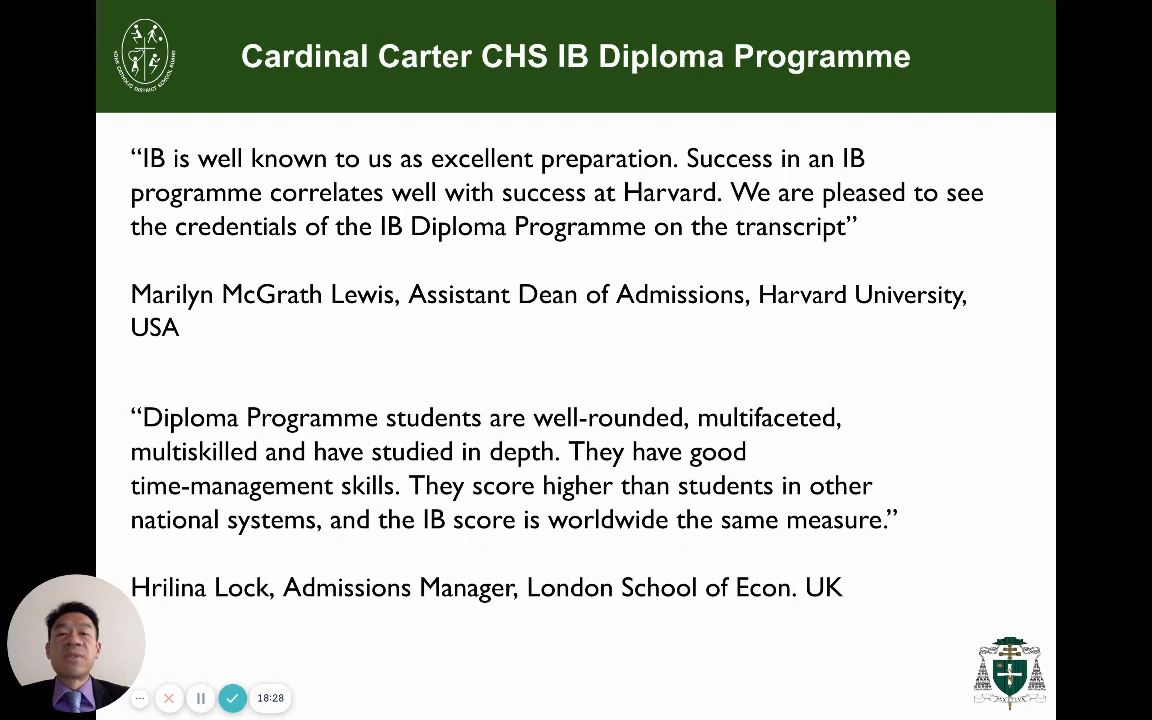 Cardinal Carter CHS IB Diploma Programme
YORK CATHOLIC DISTRICT SCHOOL BOARD
“IB is well known to us as excellent preparation. Success in an IB
programme correlates well with success at Harvard. We are pleased to see
the credentials of the IB Diploma Programme on the transcript”
Marilyn McGrath Lewis, Assistant Dean of Admissions, Harvard University,
USA
“Diploma Programme students are well-rounded, multifaceted,
multiskilled and have studied in depth. They have good
time-management skills. They score higher than students in other
national systems, and the IB score is worldwide the same measure.”
Hrilina Lock, Admissions Manager, London School of Econ. UK
18:28